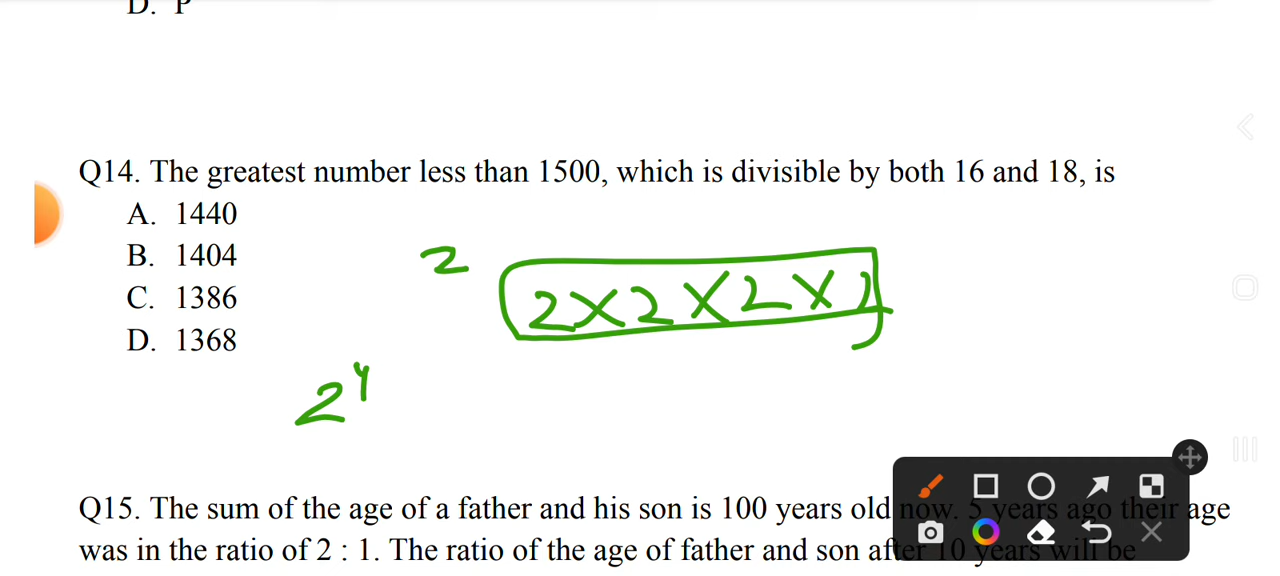 D. P
Q14. The greatest number less than 1500, which is divisible by both 16 and 18, is
A. 1440
B. 1404
C. 1386
D. 1368
2
2 × 2 × 2 × 2
2⁴
Q15. The sum of the age of a father and his son is 100 years old now. 5 years ago their age
was in the ratio of 2 : 1. The ratio of the age of father and son after 10 years will be